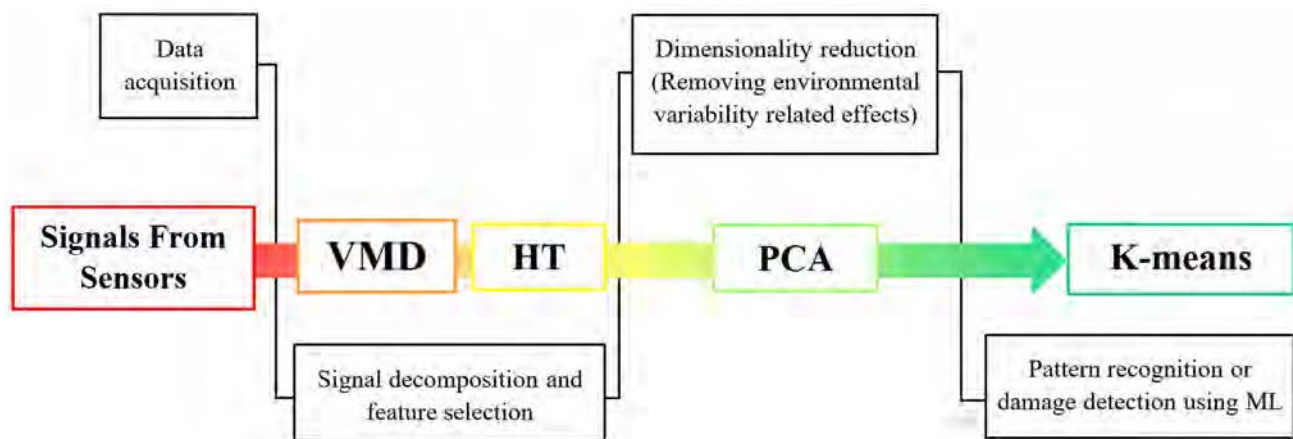 Data
acquisition
Dimensionality reduction
(Removing environmental
variability related effects)
Signals From
Sensors
VMD
HT
PCA
K-means
Signal decomposition and
feature selection
Pattern recognition or
damage detection using ML